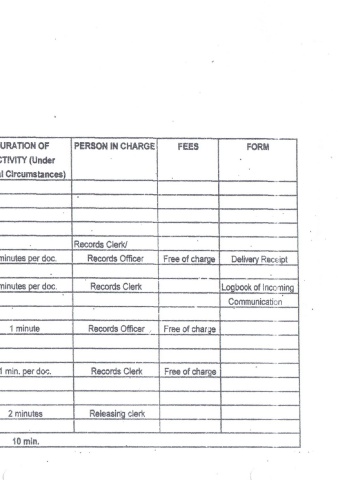 URATION OF PERSON IN CHARGE FEES FORM
CTIVITY (Under
al Circumstances)
Records Clerk/
minutes per doc. Records Officer Free of charge Delivery Receipt
minutes per doc. Records Clerk Logbook of Incoming
Communication
1 minute Records Officer Free of charge
1 min. per doc. Records Clerk Free of charge
2 minutes Releasing clerk
10 min.